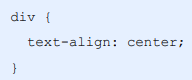 div {
  text-align: center;
}